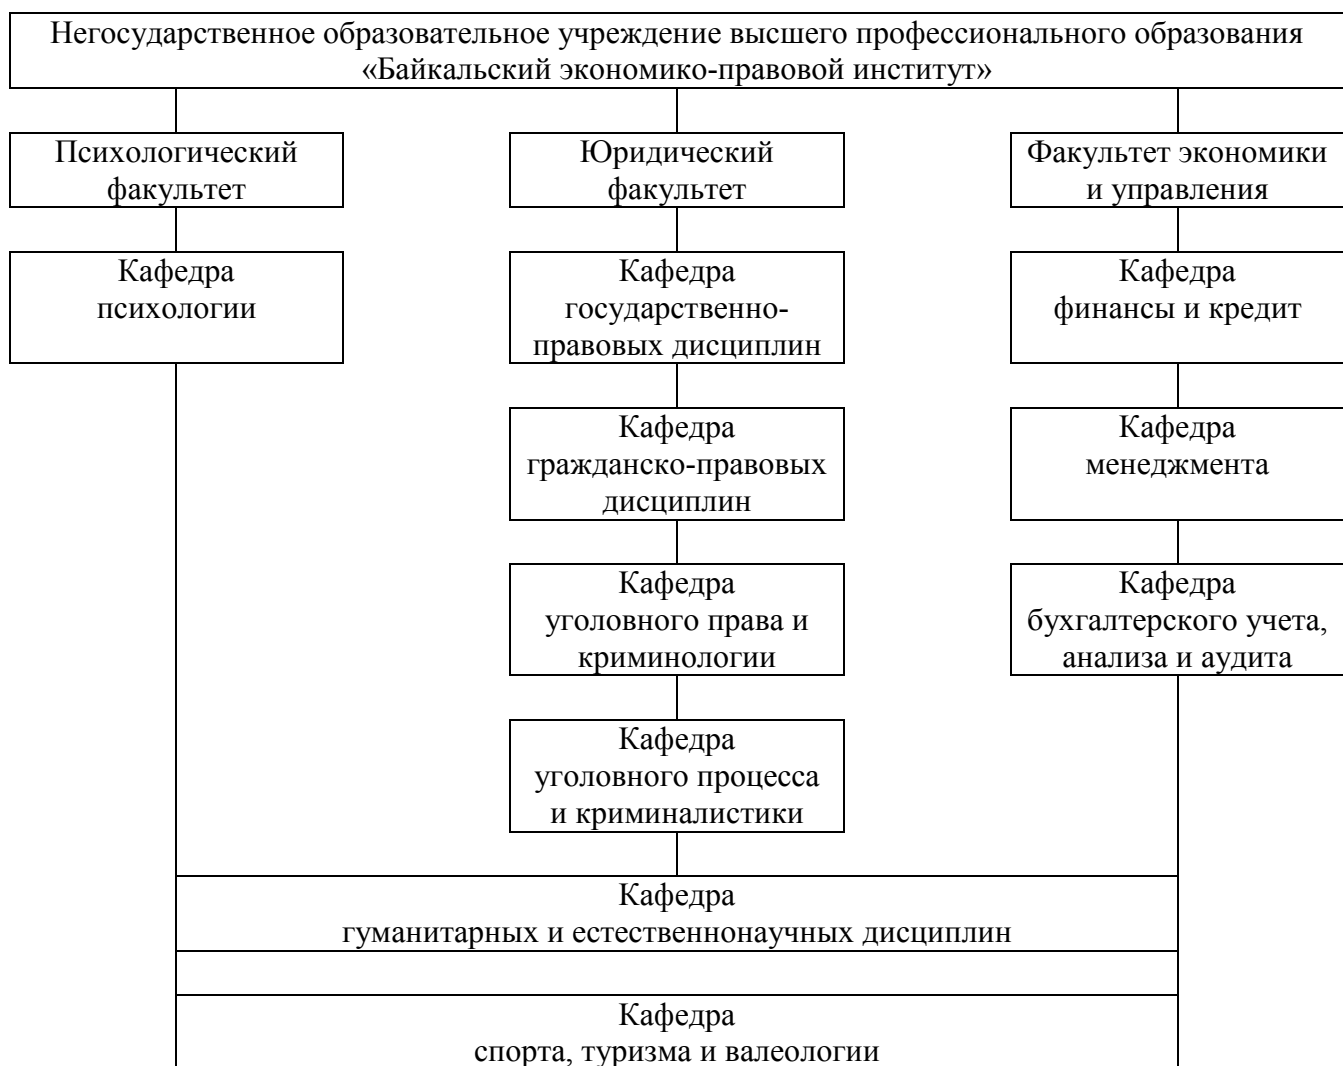 Негосударственное образовательное учреждение высшего профессионального образования
«Байкальский экономико-правовой институт»
Психологический
факультет
Юридический
факультет
Факультет экономики
и управления
Кафедра
психологии
Кафедра
государственно-
правовых дисциплин
Кафедра
финансы и кредит
Кафедра
гражданско-правовых
дисциплин
Кафедра
менеджмента
Кафедра
уголовного права и
криминологии
Кафедра
бухгалтерского учета,
анализа и аудита
Кафедра
уголовного процесса
и криминалистики
Кафедра
гуманитарных и естественнонаучных дисциплин
Кафедра
спорта, туризма и валеологии